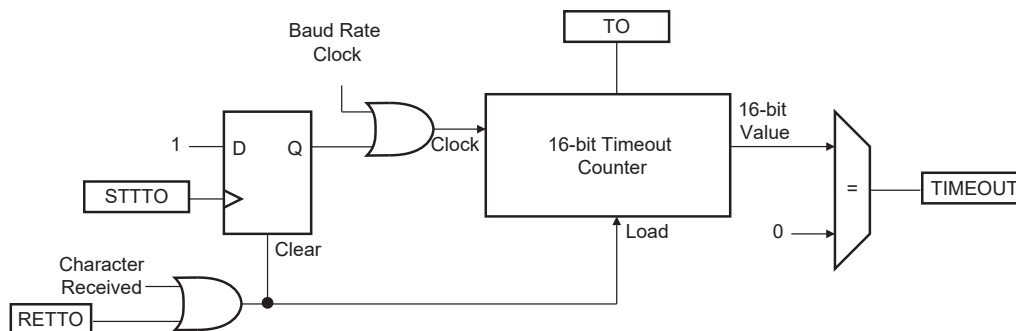 Baud Rate
Clock
TO
1
D
Q
Clock
16-bit Timeout
Counter
16-bit
Value
=
TIMEOUT
STTTO
Clear
Load
0
Character
Received
RETTO